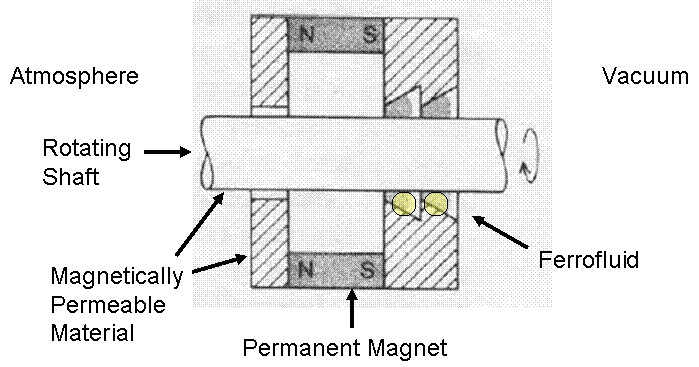 N S
Atmosphere
Vacuum
Rotating
Shaft
N S
Ferrofluid
Magnetically
Permeable
Material
Permanent Magnet